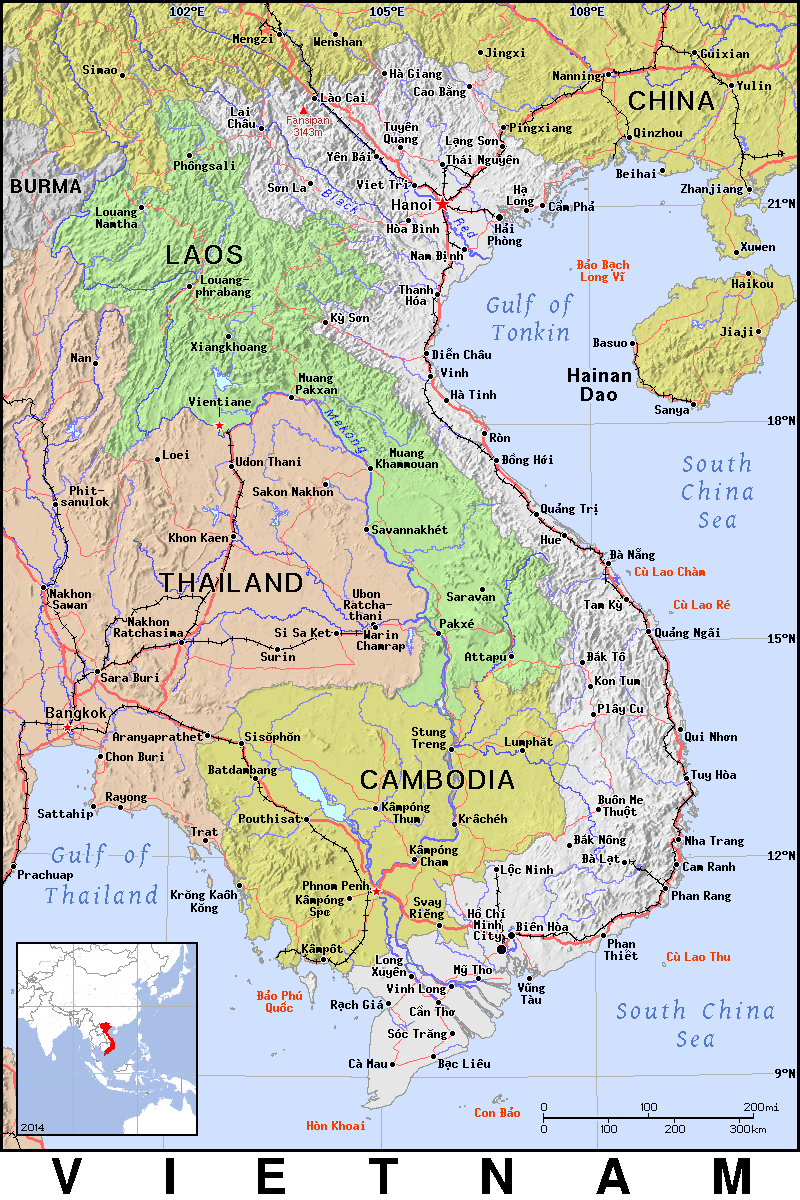 102°E
105°E
108°E
Mengzi
Wenshan
Jingxi
Guixian
Simao
Hà Giang
Nanning
Cao Băng
Yulin
Lào Cai
CHINA
Lai
Châu
Fansipan
3143m
Tuyên
Quang
Lạng Sơn
Pingxiang
Qinzhou
Phôngsali
Yên Bái
Thái Nguyên
Beihai
BURMA
Sơn La
Việt Trì
Zhanjiang
Hạ
Long
Cẩm Phả
Louang
Namtha
Black
Hanoi
21°N
Hòa Bình
Red
Hải
Phòng
Nam Định
Xuwen
LAOS
Đảo Bạch
Long Vĩ
Haikou
Louang-
phrabang
Thanh
Hóa
Gulf of
Tonkin
Kỳ Sơn
Jiaji
Xiangkhoang
Basuo
Nan
Diễn Châu
Vinh
Hainan
Dao
Muang
Pakxan
Hà Tinh
Sanya
Vientiane
Mekong
18°N
Ròn
Loei
Udon Thani
Muang
Khammouan
Đồng Hới
South
China
Sea
Sakon Nakhon
Phit-
sanulok
Quảng Trị
Khon Kaen
Savannakhét
Hue
Đà Nẵng
Cù Lao Chàm
THAILAND
Nakhon
Sawan
Ubon
Ratcha-
thani
Saravan
Tam Kỳ
Cù Lao Ré
Nakhon
Ratchasima
Si Sa Ket
Warin
Chamrap
Pakxé
Quảng Ngãi
15°N
Surin
Attapu
Đắk Tô
Sara Buri
Kon Tum
Bangkok
Plây Cu
Aranyaprathet
Sisŏphŏn
Stung
Treng
Lumphăt
Qui Nhơn
Chon Buri
Batdambang
CAMBODIA
Tuy Hòa
Rayong
Sattahip
Buôn Me
Thuột
Kâmpóng
Thum
Pouthisat
Krâchéh
Trat
Đắk Nông
Nha Trang
Gulf of
Thailand
Kâmpóng
Cham
Đà Lạt
12°N
Prachuap
Lộc Ninh
Cam Ranh
Krŏng Kaôh
Kŏng
Phnom Penh
Phan Rang
Kâmpóng
Spœ
Svay
Riĕng
Hồ Chí
Minh
City
Biên Hòa
Kâmpôt
Phan
Thiết
Cù Lao Thu
Long
Xuyên
Mỹ Tho
Vĩnh Long
Vũng
Tàu
Đảo Phú
Quốc
Rạch Giá
Cần Thơ
South China
Sea
Sóc Trăng
Cà Mau
Bạc Liêu
9°N
Hòn Khoai
Con Đảo
0 100 200mi
0 100 200 300km
2014
V I E T N A M